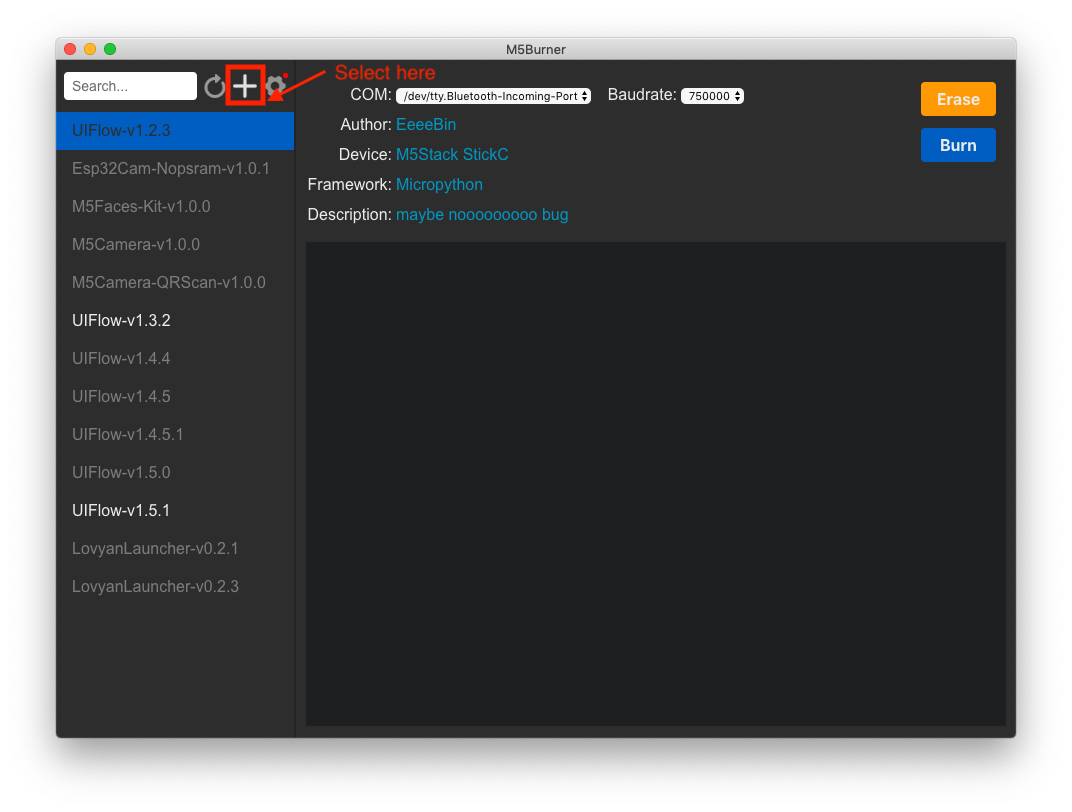 M5Burner
Search...
Select here
COM: /dev/tty.Bluetooth-Incoming-Port Baudrate: 750000
Erase
Author: EeeeBin
Device: M5Stack StickC
Burn
Framework: Micropython
Description: maybe nooooooooo bug
UIFlow-v1.2.3
Esp32Cam-Nopsram-v1.0.1
M5Faces-Kit-v1.0.0
M5Camera-v1.0.0
M5Camera-QRScan-v1.0.0
UIFlow-v1.3.2
UIFlow-v1.4.4
UIFlow-v1.4.5
UIFlow-v1.4.5.1
UIFlow-v1.5.0
UIFlow-v1.5.1
LovyanLauncher-v0.2.1
LovyanLauncher-v0.2.3